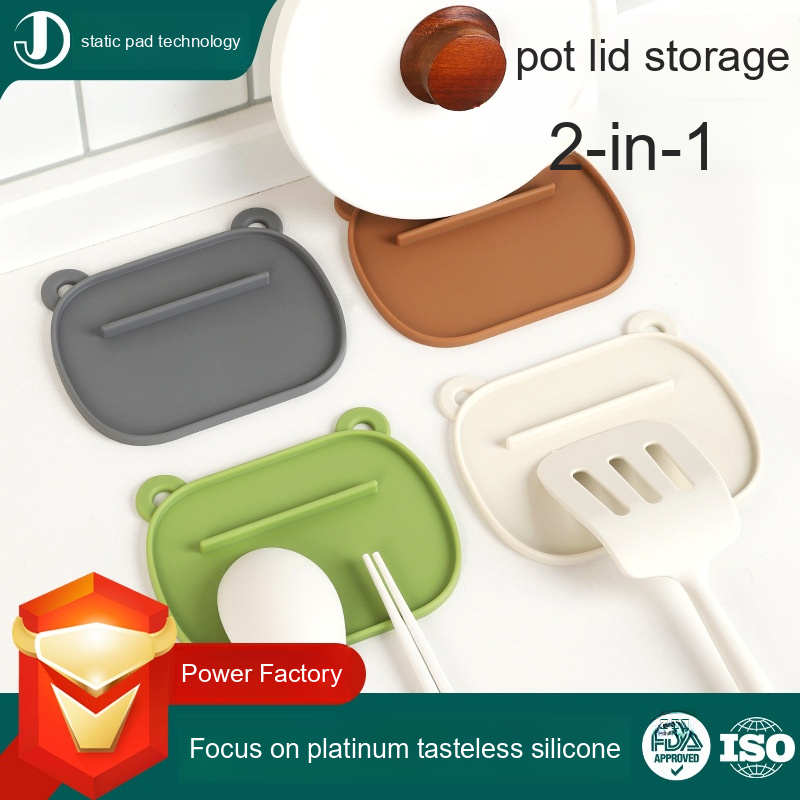 static pad technology
pot lid storage
2-in-1
Power Factory
Focus on platinum tasteless silicone
FDA
APPROVED
ISO